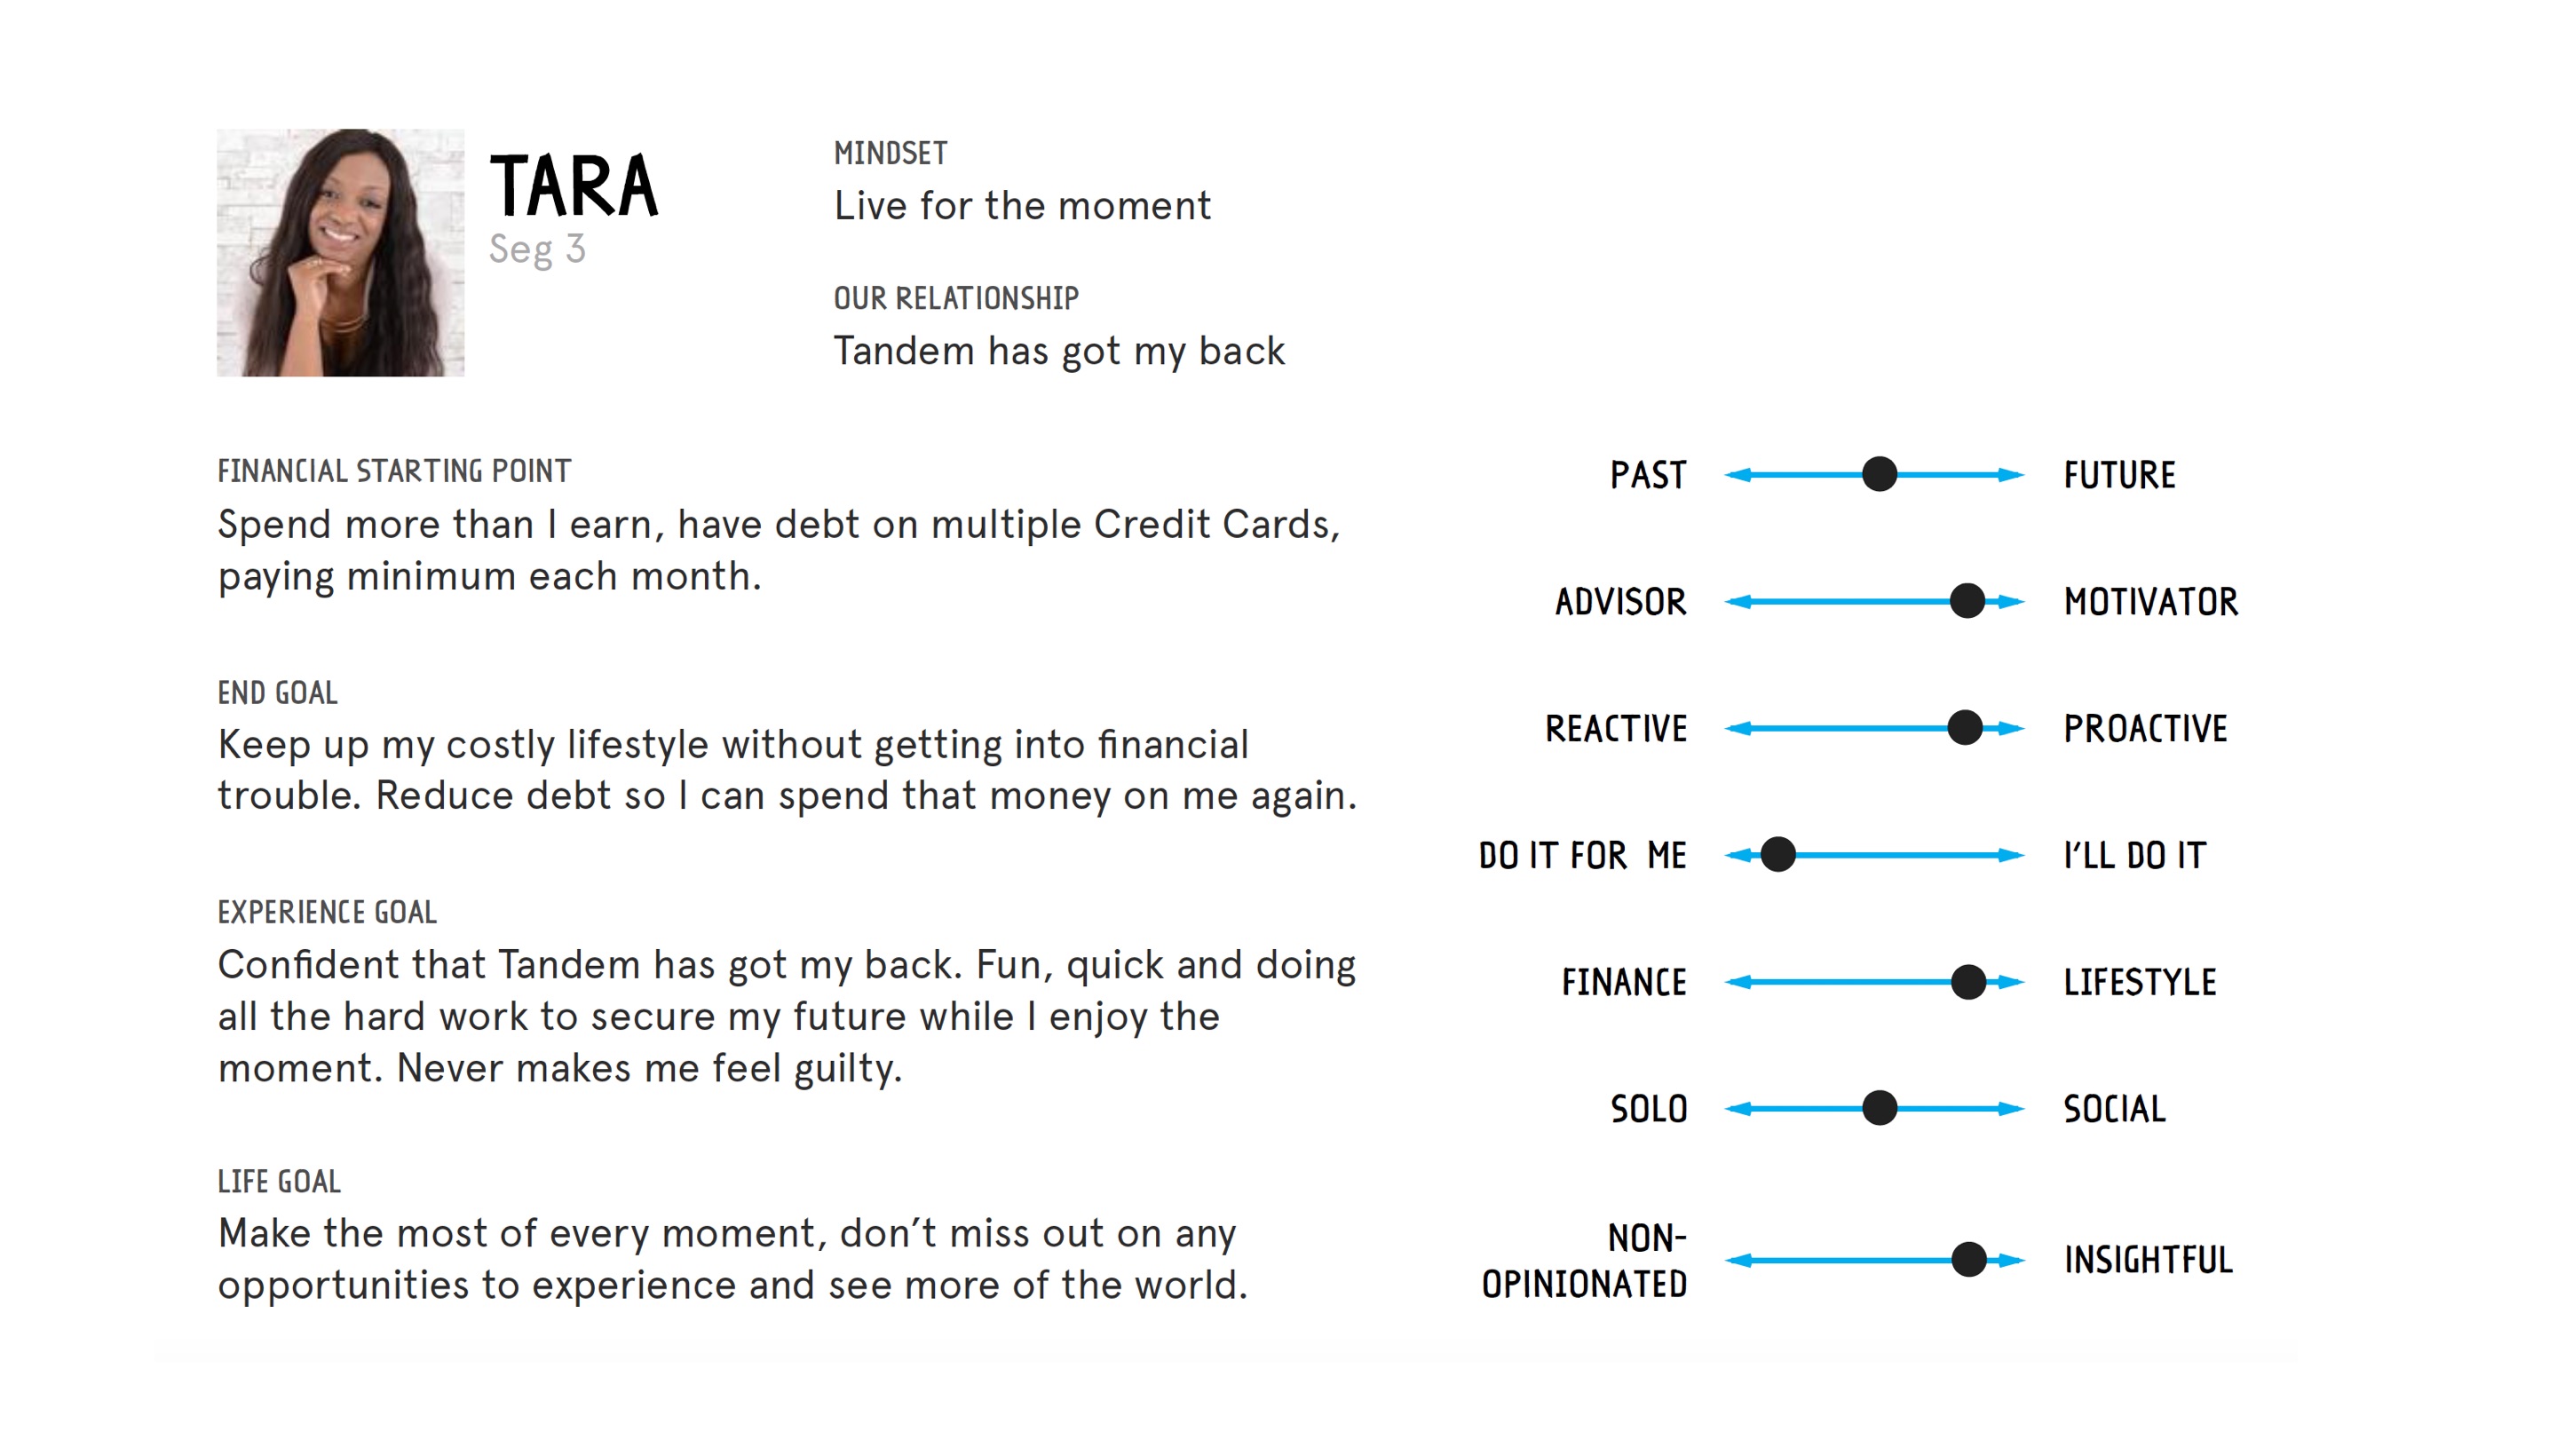 TARA
Seg 3
MINDSET
Live for the moment
OUR RELATIONSHIP
Tandem has got my back
FINANCIAL STARTING POINT
Spend more than I earn, have debt on multiple Credit Cards,
paying minimum each month.
END GOAL
Keep up my costly lifestyle without getting into financial
trouble. Reduce debt so I can spend that money on me again.
EXPERIENCE GOAL
Confident that Tandem has got my back. Fun, quick and doing
all the hard work to secure my future while I enjoy the
moment. Never makes me feel guilty.
LIFE GOAL
Make the most of every moment, don’t miss out on any
opportunities to experience and see more of the world.
PAST FUTURE
ADVISOR MOTIVATOR
REACTIVE PROACTIVE
DO IT FOR ME I’LL DO IT
FINANCE LIFESTYLE
SOLO SOCIAL
NON-
OPINIONATED INSIGHTFUL